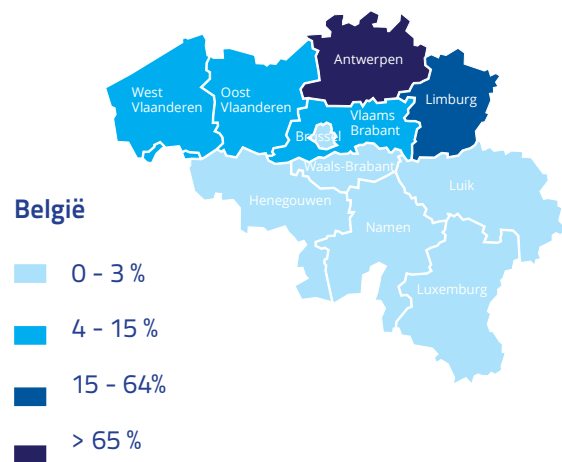 Antwerpen
West
Vlaanderen
Oost
Vlaanderen
Limburg
Vlaams
Brabant
Brussel
Waals-Brabant
Luik
Henegouwen
Namen
Luxemburg
België
0 - 3 %
4 - 15 %
15 - 64%
> 65 %